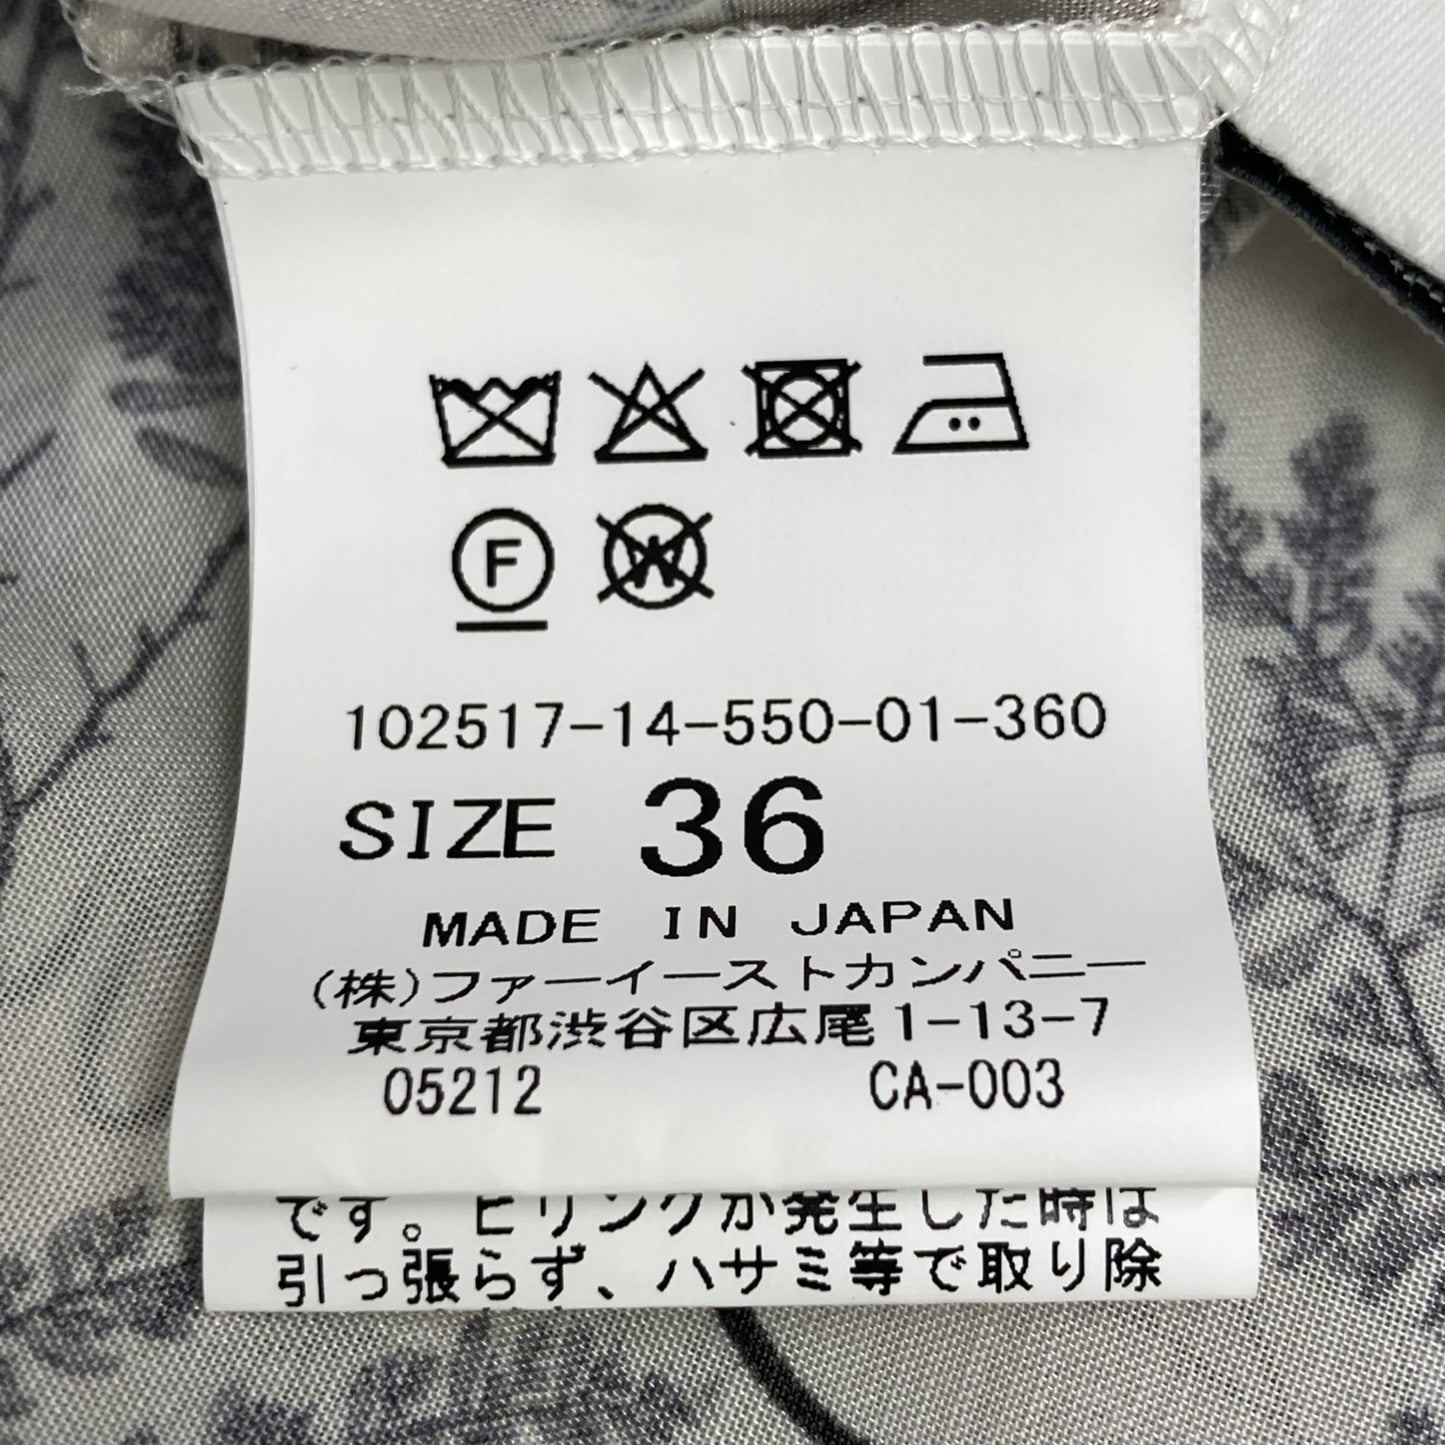 F W
102517-14-550-01-360
SIZE 36
MADE IN JAPAN
(株)ファーイーストカンパニー
東京都渋谷区広尾1-13-7
05212 CA-003
です。ピリングが発生した時は
引っ張らず、ハサミ等で取り除